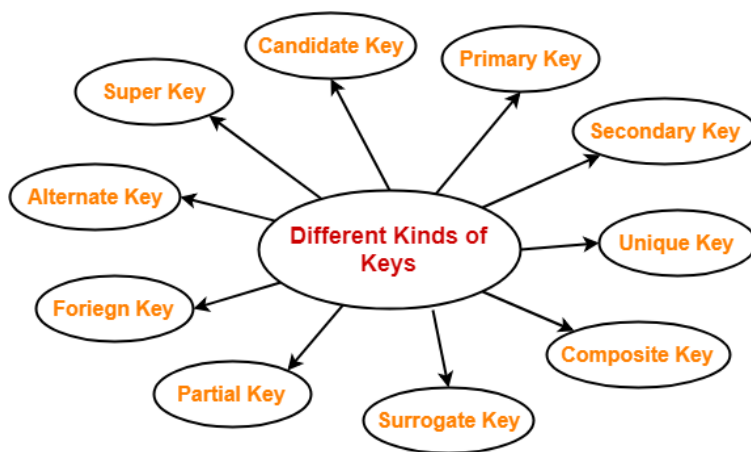 Candidate Key
Primary Key
Super Key
Secondary Key
Alternate Key
Different Kinds of
Keys
Unique Key
Foriegn Key
Composite Key
Partial Key
Surrogate Key